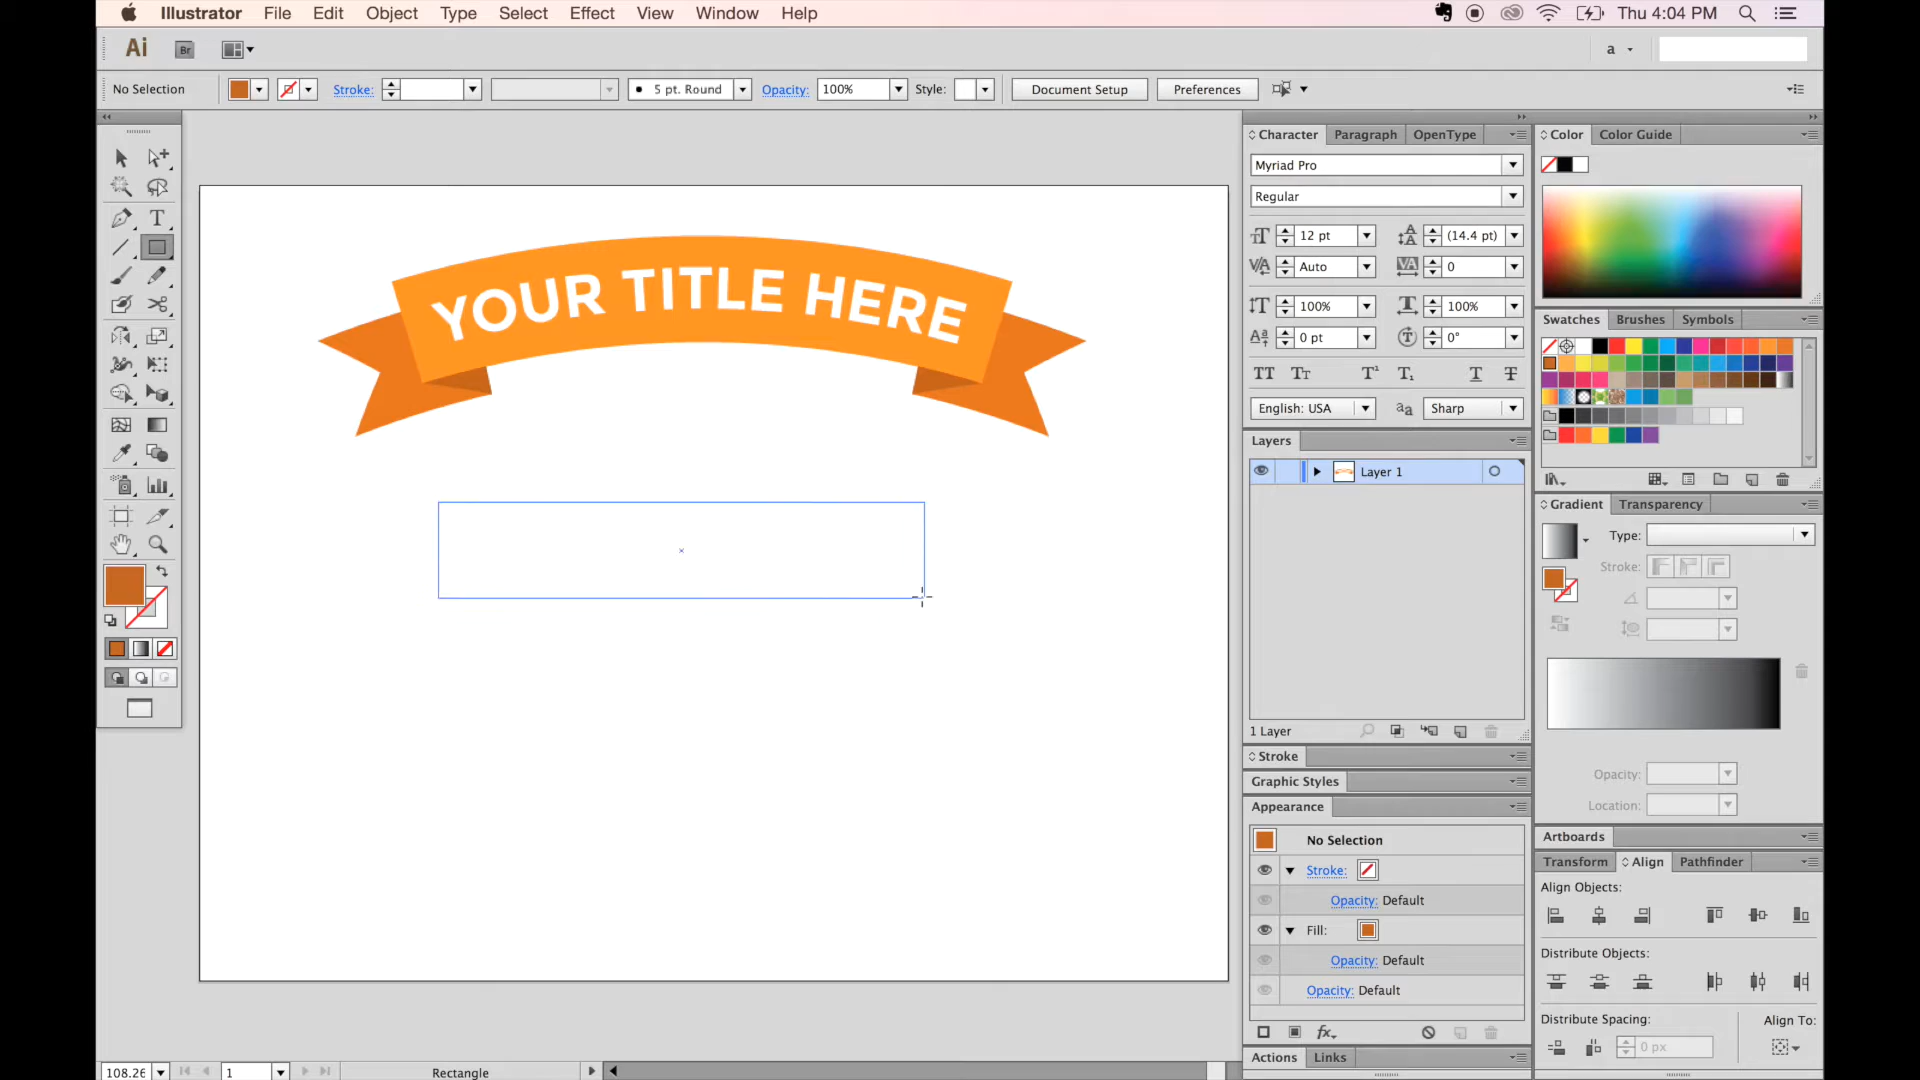 Illustrator File Edit Object Type Select Effect View Window Help Thu 4:04 PM
Ai Br a
No Selection Stroke: 5 pt. Round Opacity: 100% Style: Document Setup Preferences
Character Paragraph OpenType
Myriad Pro
Regular
12 pt (14.4 pt)
Auto 0
100% 100%
0 pt 0°
English: USA Sharp
Layers
Layer 1
1 Layer
Stroke
Graphic Styles
Appearance
No Selection
Stroke:
Opacity: Default
Fill:
Opacity: Default
Opacity: Default
Actions Links
Color Color Guide
Swatches Brushes Symbols
Gradient Transparency
Type:
Stroke:
Opacity:
Location:
Artboards
Transform Align Pathfinder
Align Objects:
Distribute Objects:
Distribute Spacing: Align To:
0 px
YOUR TITLE HERE
108.26 1 Rectangle